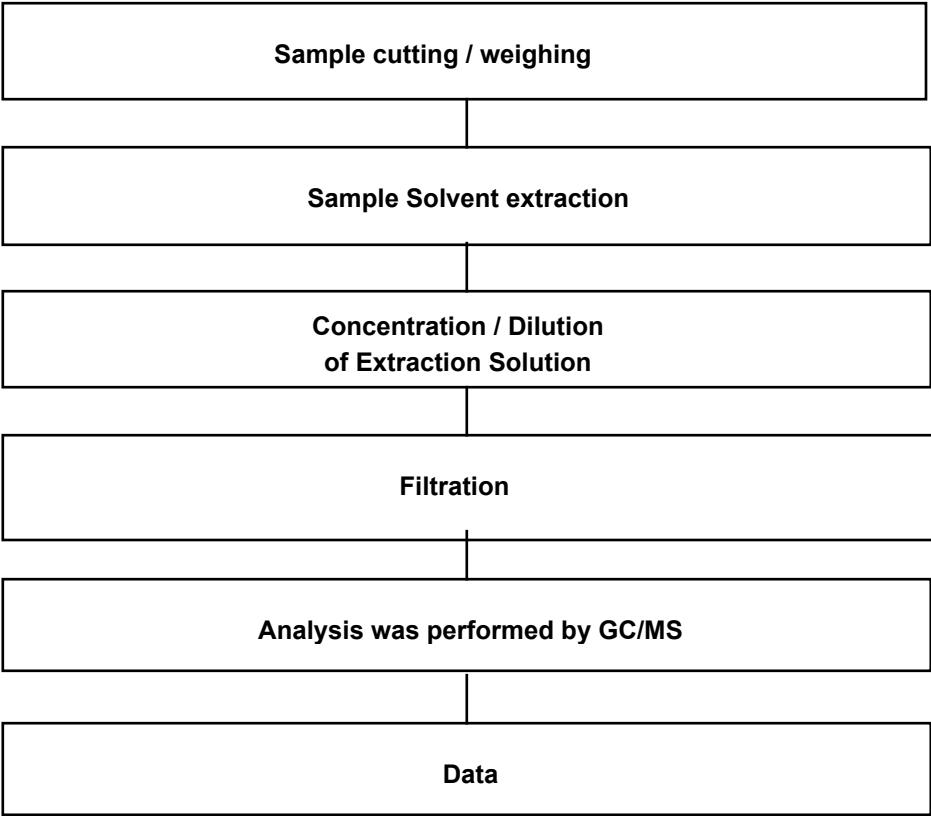 Sample cutting / weighing
Sample Solvent extraction
Concentration / Dilution
of Extraction Solution
Filtration
Analysis was performed by GC/MS
Data